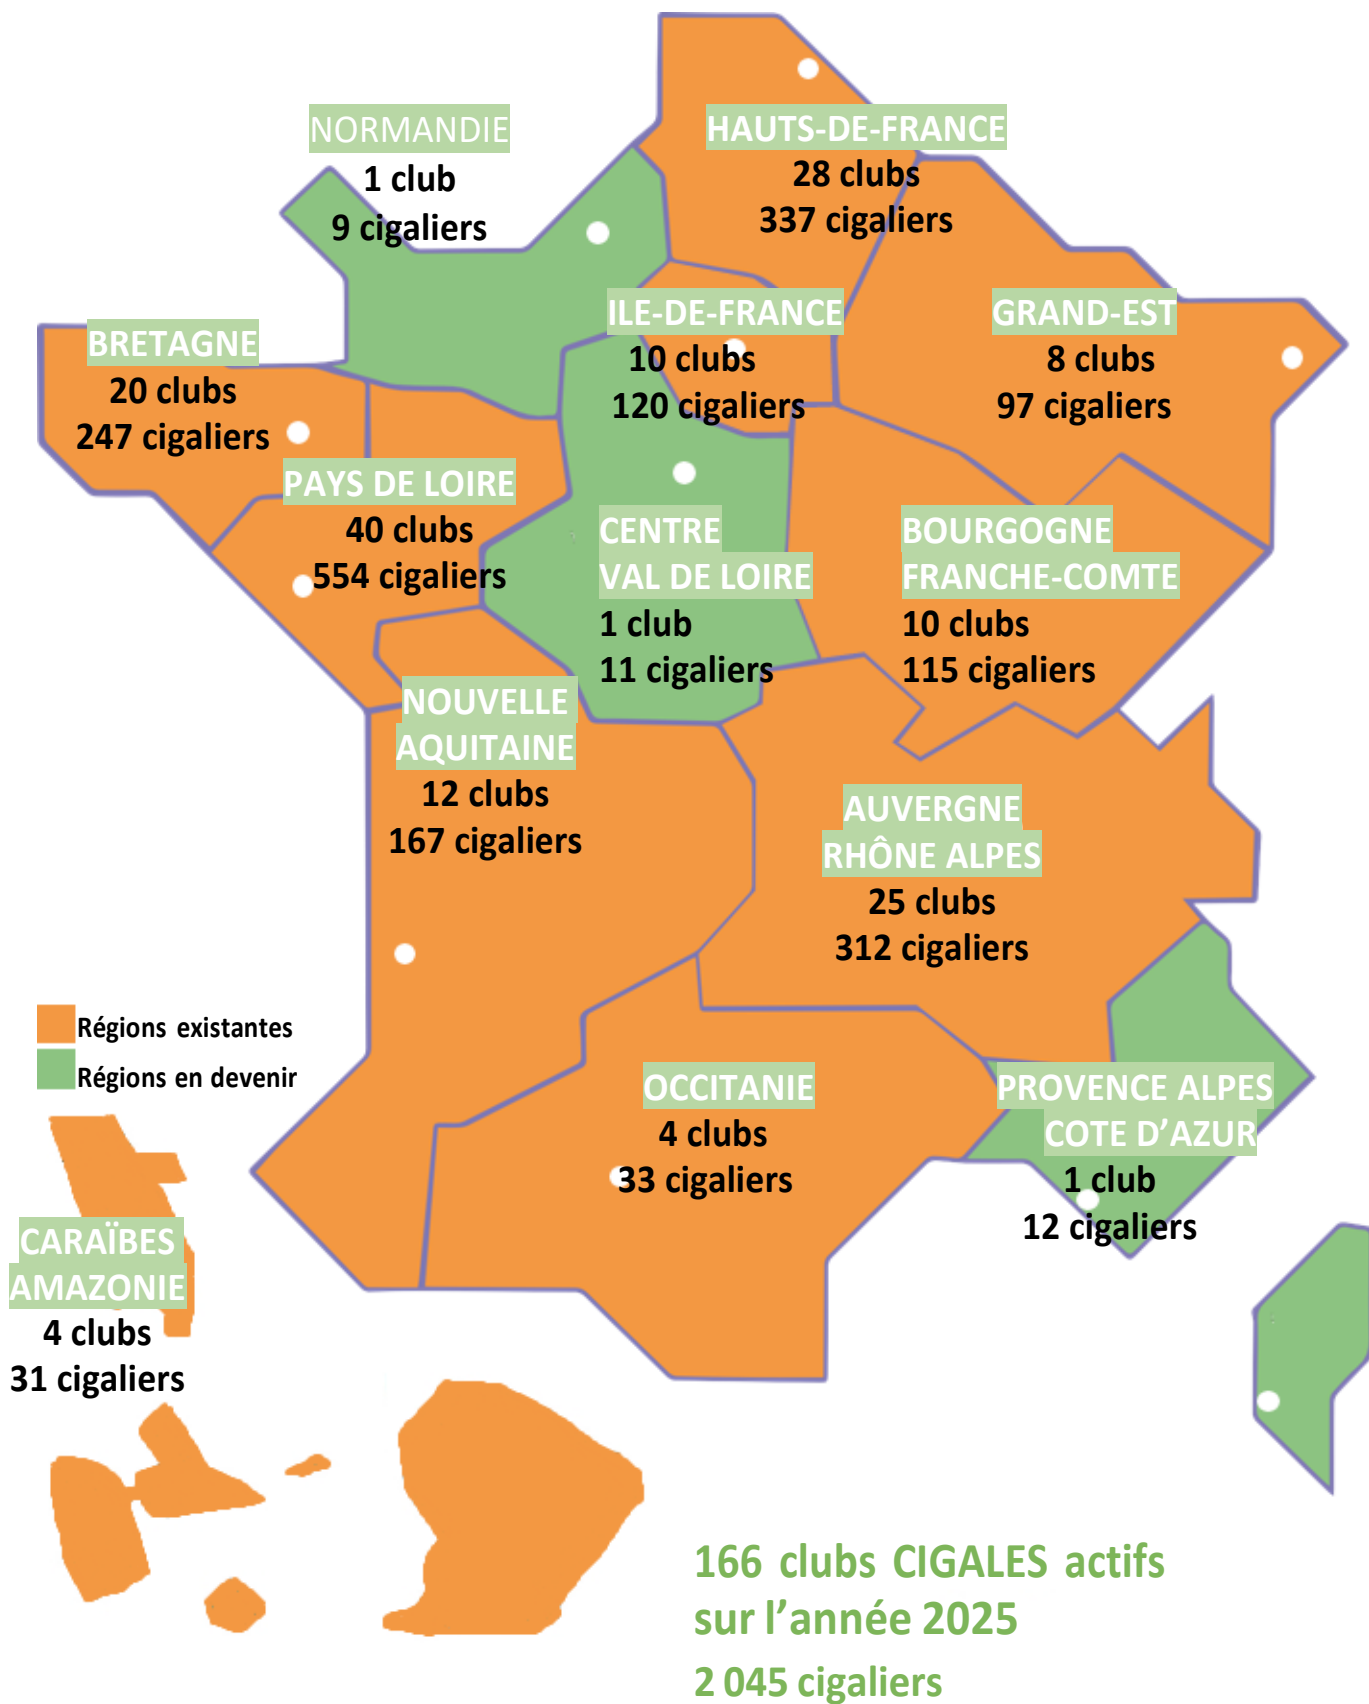 NORMANDIE
1 club
9 cigaliers
HAUTS-DE-FRANCE
28 clubs
337 cigaliers
BRETAGNE
20 clubs
247 cigaliers
ILE-DE-FRANCE
10 clubs
120 cigaliers
GRAND-EST
8 clubs
97 cigaliers
PAYS DE LOIRE
40 clubs
554 cigaliers
CENTRE
VAL DE LOIRE
1 club
11 cigaliers
BOURGOGNE
FRANCHE-COMTE
10 clubs
115 cigaliers
NOUVELLE
AQUITAINE
12 clubs
167 cigaliers
AUVERGNE
RHÔNE ALPES
25 clubs
312 cigaliers
Régions existantes
Régions en devenir
OCCITANIE
4 clubs
33 cigaliers
PROVENCE ALPES
COTE D’AZUR
1 club
12 cigaliers
CARAÏBES
AMAZONIE
4 clubs
31 cigaliers
166 clubs CIGALES actifs
sur l’année 2025
2 045 cigaliers